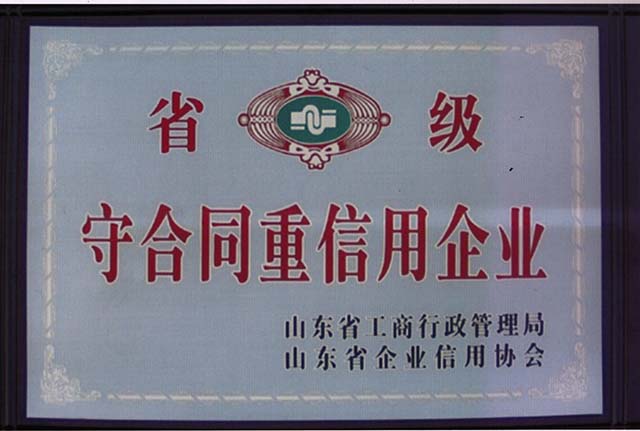 省级
守合同重信用企业
山东省工商行政管理局
山东省企业信用协会